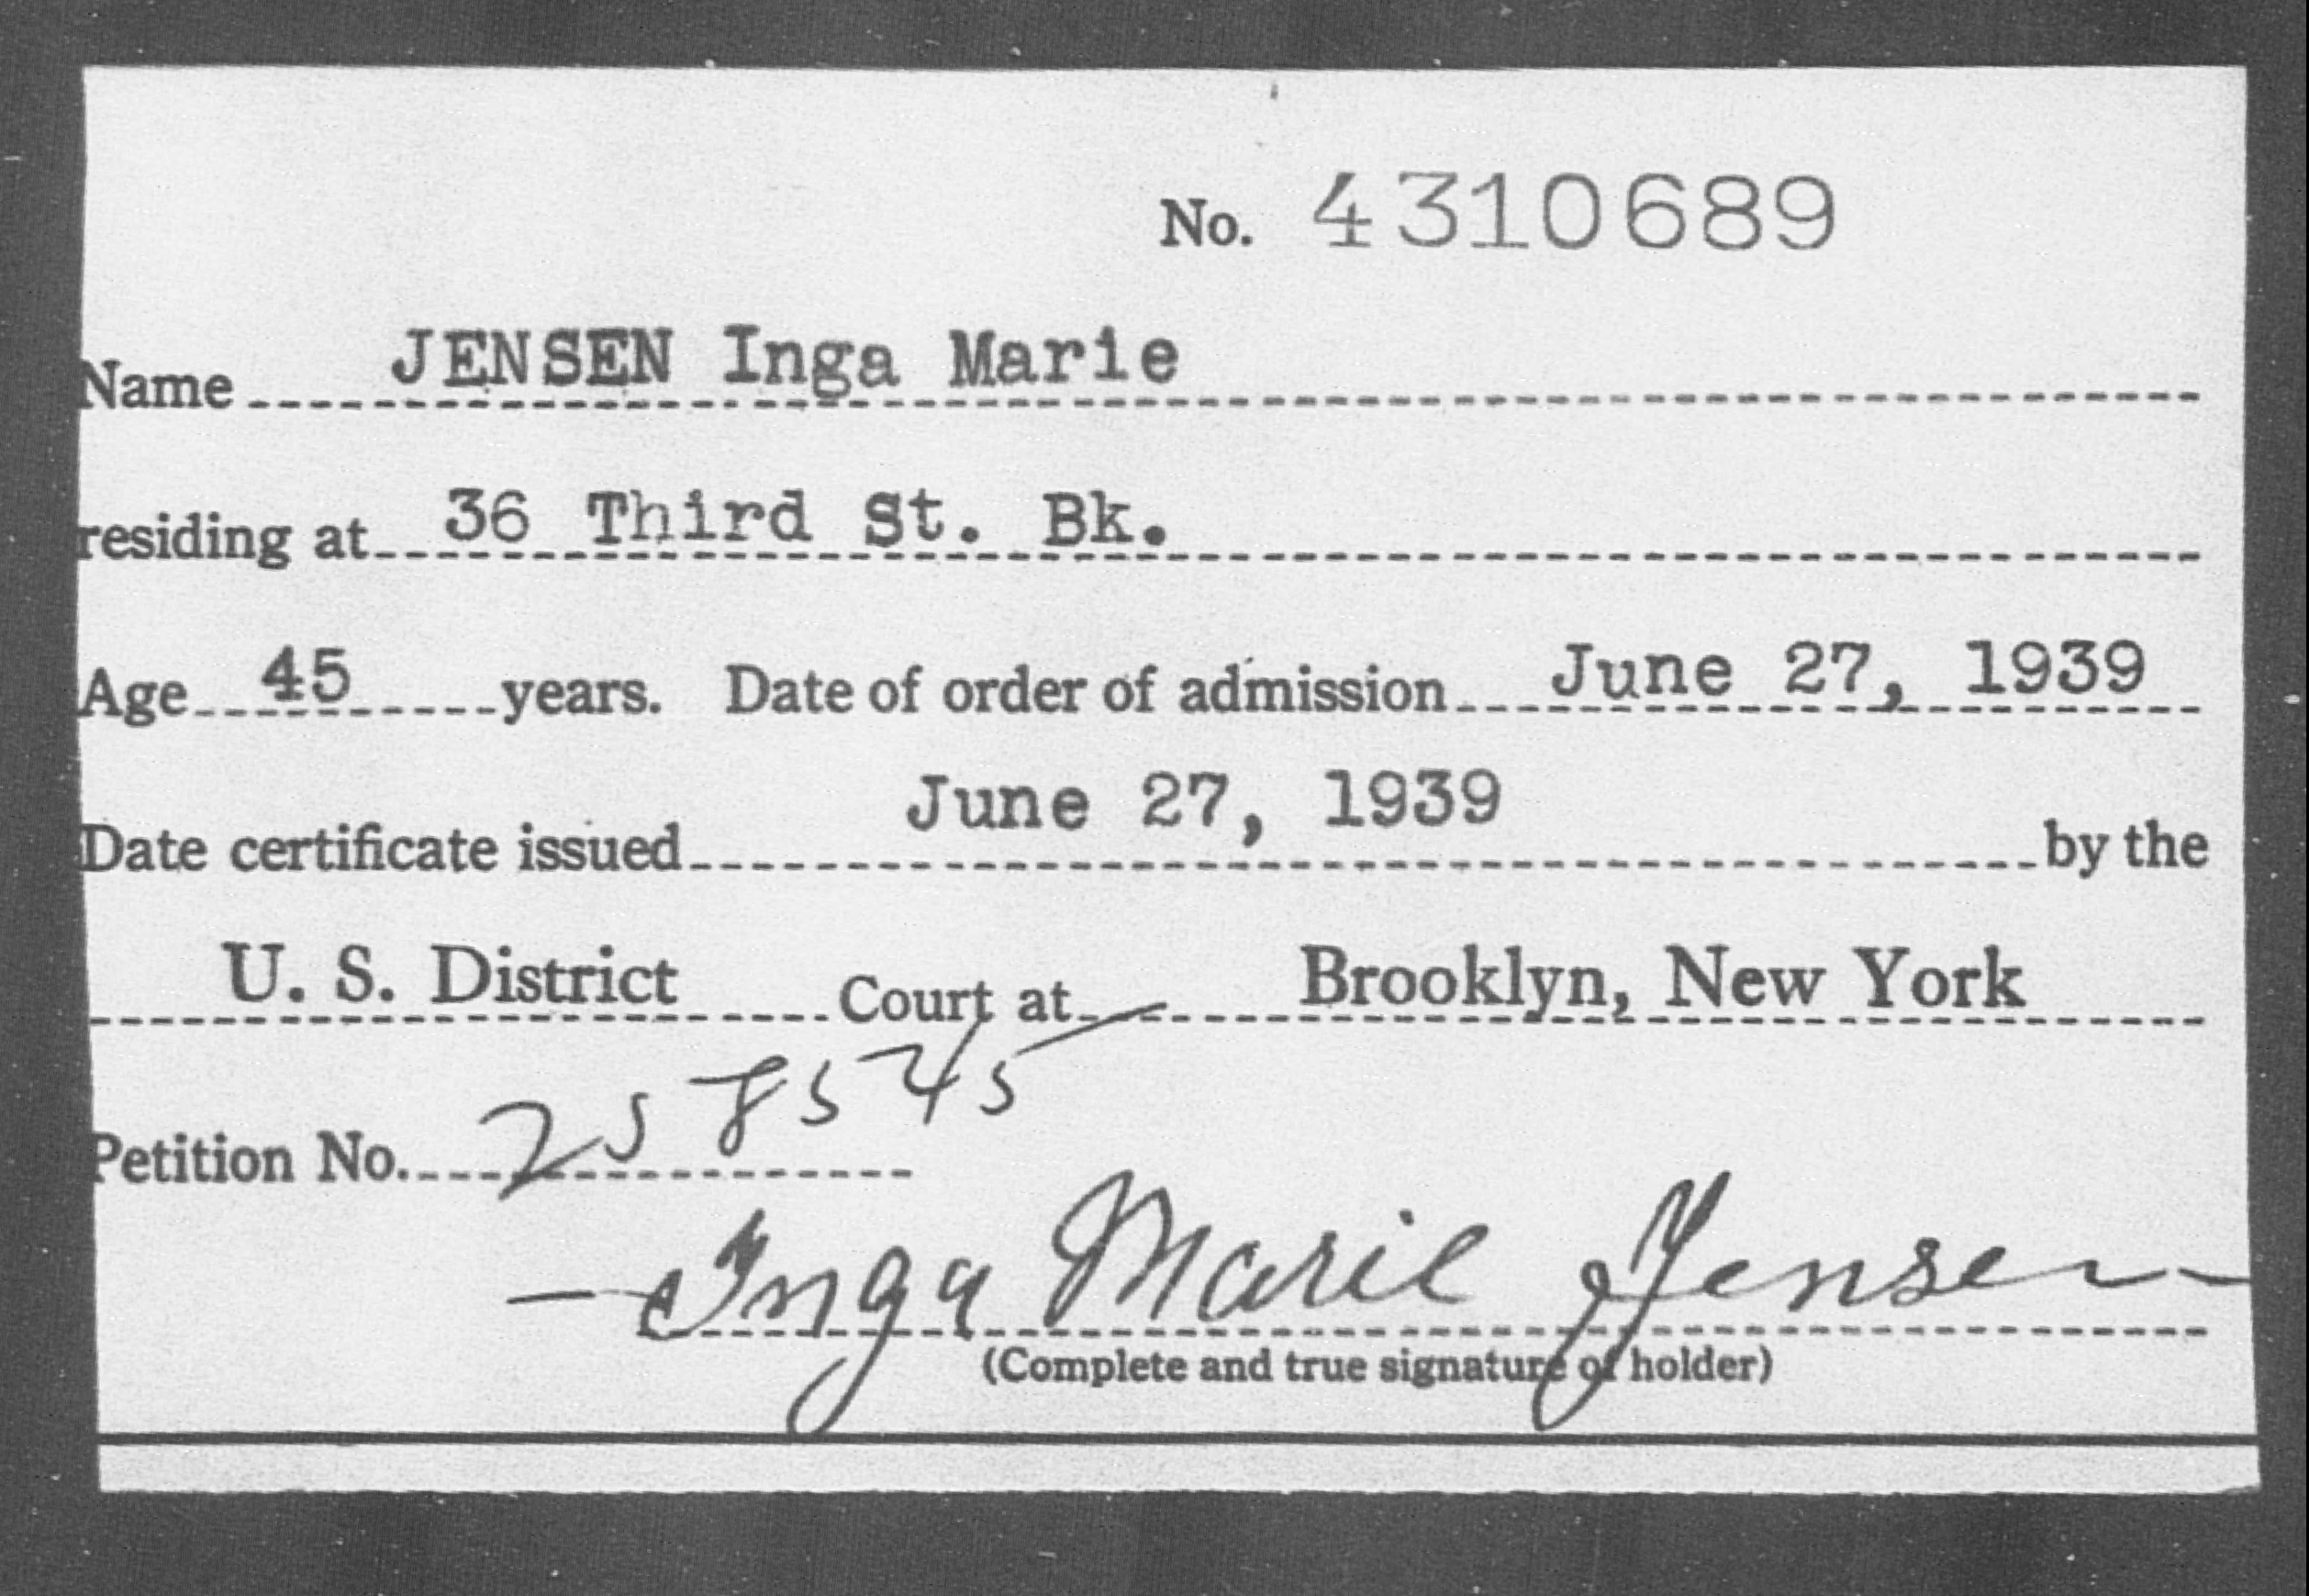 No. 4310689
Name JENSEN Inga Marie
residing at 36 Third St. Bk.
Age 45 years. Date of order of admission June 27, 1939
Date certificate issued June 27, 1939 by the
U. S. District Court at Brooklyn, New York
Petition No. 258545
Inga Marie Jensen
(Complete and true signature of holder)